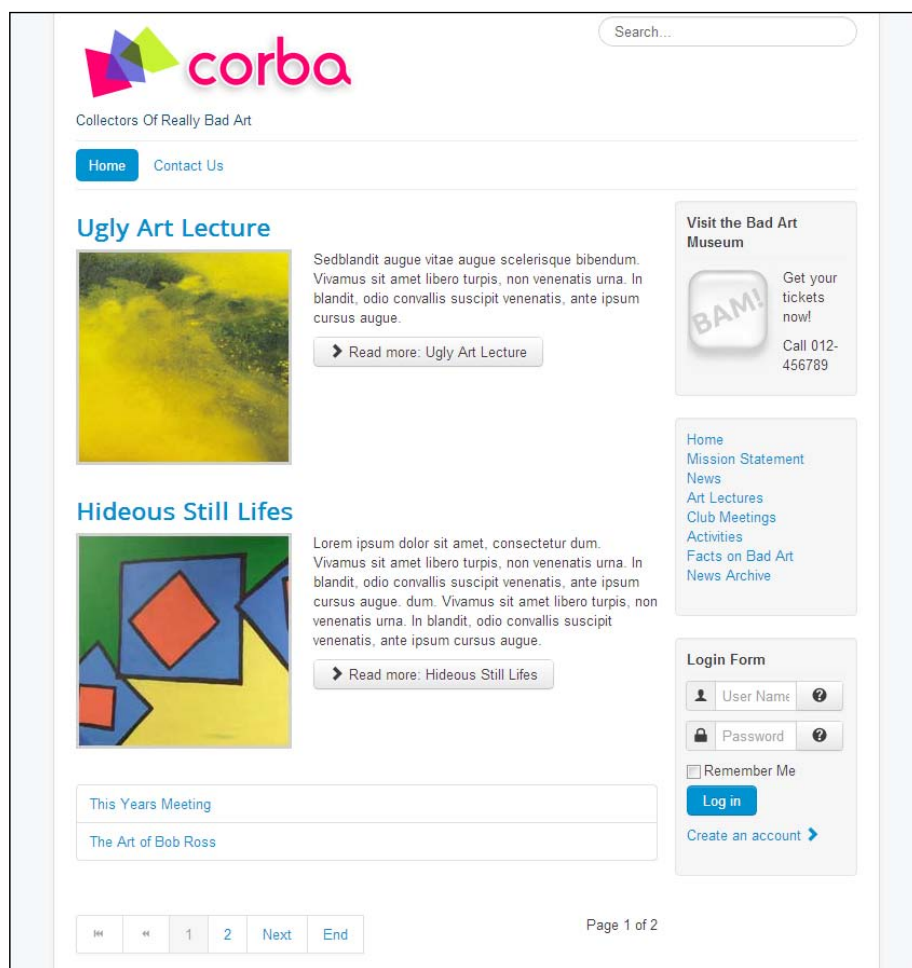 Search...
corba
Collectors Of Really Bad Art
Home
Contact Us
Ugly Art Lecture
Sedblandit augue vitae augue scelerisque bibendum.
Vivamus sit amet libero turpis, non venenatis urna. In
blandit, odio convallis suscipit venenatis, ante ipsum
cursus augue.
Read more: Ugly Art Lecture
Hideous Still Lifes
Lorem ipsum dolor sit amet, consectetur dum.
Vivamus sit amet libero turpis, non venenatis urna. In
blandit, odio convallis suscipit venenatis, ante ipsum
cursus augue. dum. Vivamus sit amet libero turpis, non
venenatis urna. In blandit, odio convallis suscipit
venenatis, ante ipsum cursus augue.
Read more: Hideous Still Lifes
This Years Meeting
The Art of Bob Ross
1
2
Next
End
Page 1 of 2
Visit the Bad Art
Museum
BAM!
Get your
tickets
now!
Call 012-
456789
Home
Mission Statement
News
Art Lectures
Club Meetings
Activities
Facts on Bad Art
News Archive
Login Form
User Name
Password
Remember Me
Log in
Create an account